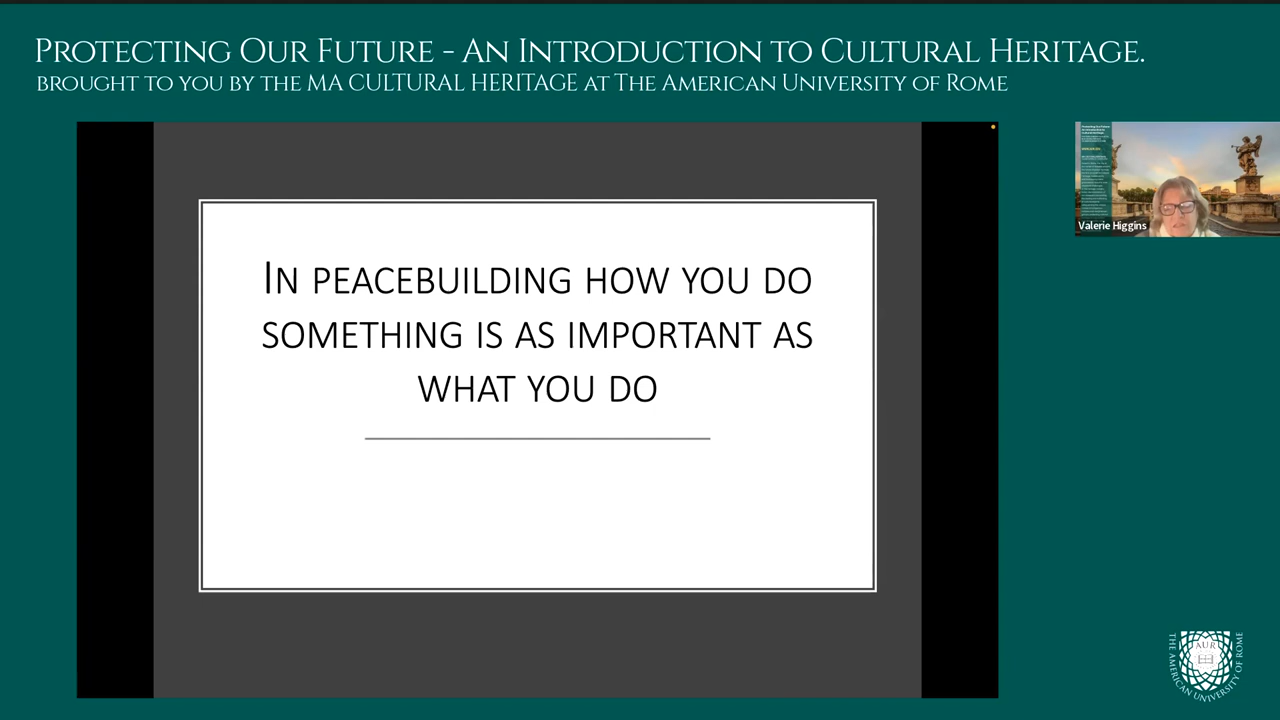 PROTECTING OUR FUTURE - AN INTRODUCTION TO CULTURAL HERITAGE.
BROUGHT TO YOU BY THE MA CULTURAL HERITAGE AT THE AMERICAN UNIVERSITY OF ROME
IN PEACEBUILDING HOW YOU DO
SOMETHING IS AS IMPORTANT AS
WHAT YOU DO
Valerie Higgins
AUR
THE AMERICAN UNIVERSITY OF ROME